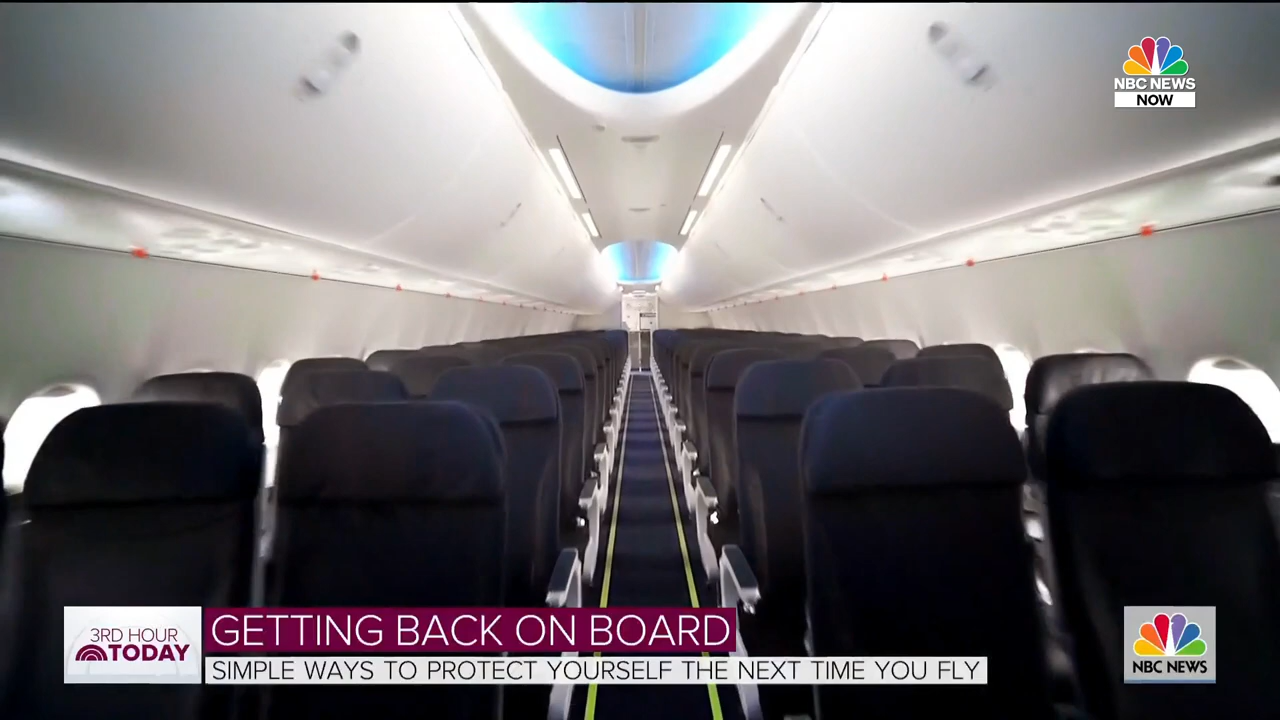 NBC NEWS
NOW
3RD HOUR
TODAY
GETTING BACK ON BOARD
SIMPLE WAYS TO PROTECT YOURSELF THE NEXT TIME YOU FLY
NBC NEWS